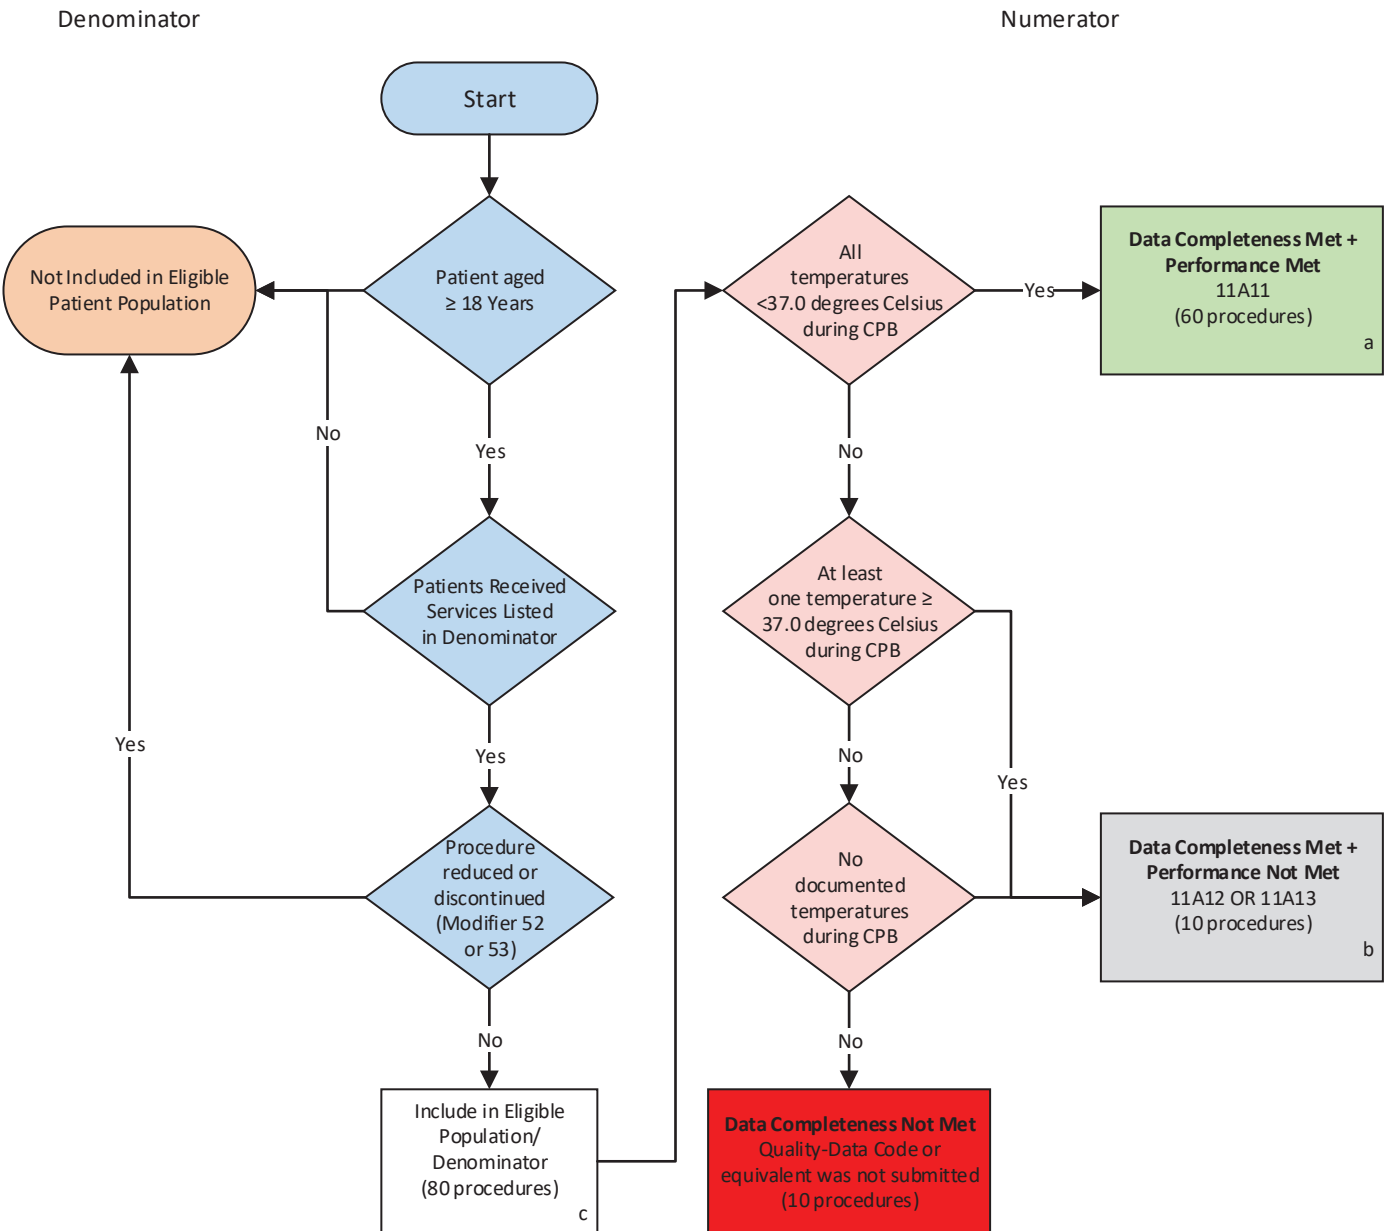 Denominator
Numerator
Start
Patient aged
≥ 18 Years
Not Included in Eligible
Patient Population
No
Yes
Patients Received
Services Listed
in Denominator
Yes
Yes
Procedure
reduced or
discontinued
(Modifier 52
or 53)
No
Include in Eligible
Population/
Denominator
(80 procedures)
c
All
temperatures
<37.0 degrees Celsius
during CPB
Yes
Data Completeness Met +
Performance Met
11A11
(60 procedures)
a
No
At least
one temperature ≥
37.0 degrees Celsius
during CPB
No
Yes
No
documented
temperatures
during CPB
Data Completeness Met +
Performance Not Met
11A12 OR 11A13
(10 procedures)
b
No
Data Completeness Not Met
Quality-Data Code or
equivalent was not submitted
(10 procedures)